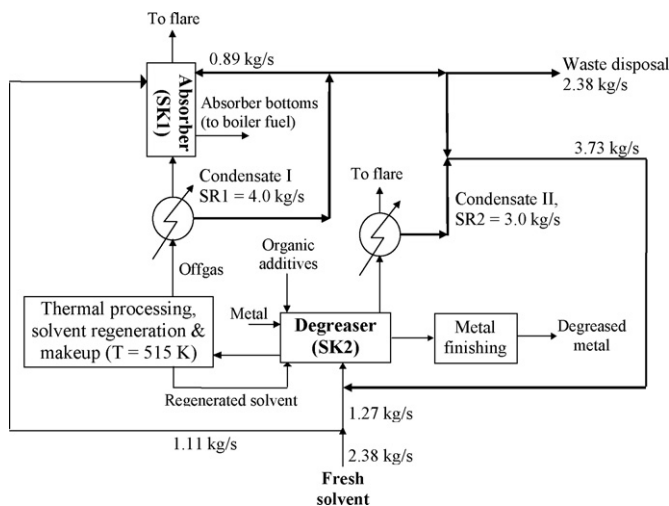 To flare
0.89 kg/s
Waste disposal
2.38 kg/s
Absorber
(SK1)
Absorber bottoms
(to boiler fuel)
3.73 kg/s
Condensate I
SR1 = 4.0 kg/s
To flare
Condensate II,
SR2 = 3.0 kg/s
Offgas
Organic
additives
Thermal processing,
solvent regeneration &
makeup (T = 515 K)
Metal
Degreaser
(SK2)
Metal
finishing
Degreased
metal
Regenerated solvent
1.27 kg/s
1.11 kg/s
2.38 kg/s
Fresh
solvent